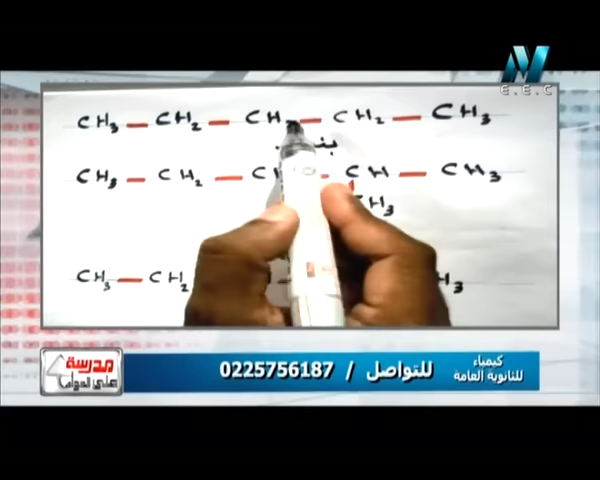 E.E.C
CH3 — CH2 — CH — CH2 — CH3
CH3 — CH2 — CH — CH3
CH3
CH3 — CH2
H3
كيمياء
للثانوية العامة
للتواصل / 0225756187
مدرسة
على الهواء